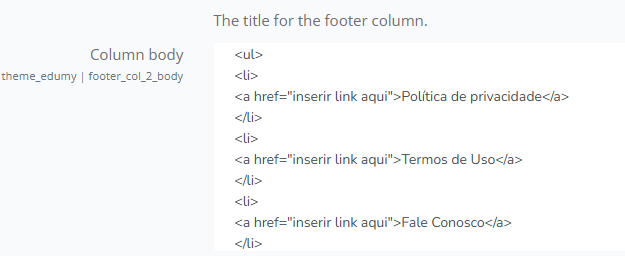 The title for the footer column.
Column body
theme_edumy | footer_col_2_body
<ul>
<li>
<a href="inserir link aqui">Política de privacidade</a>
</li>
<li>
<a href="inserir link aqui">Termos de Uso</a>
</li>
<li>
<a href="inserir link aqui">Fale Conosco</a>
</li>